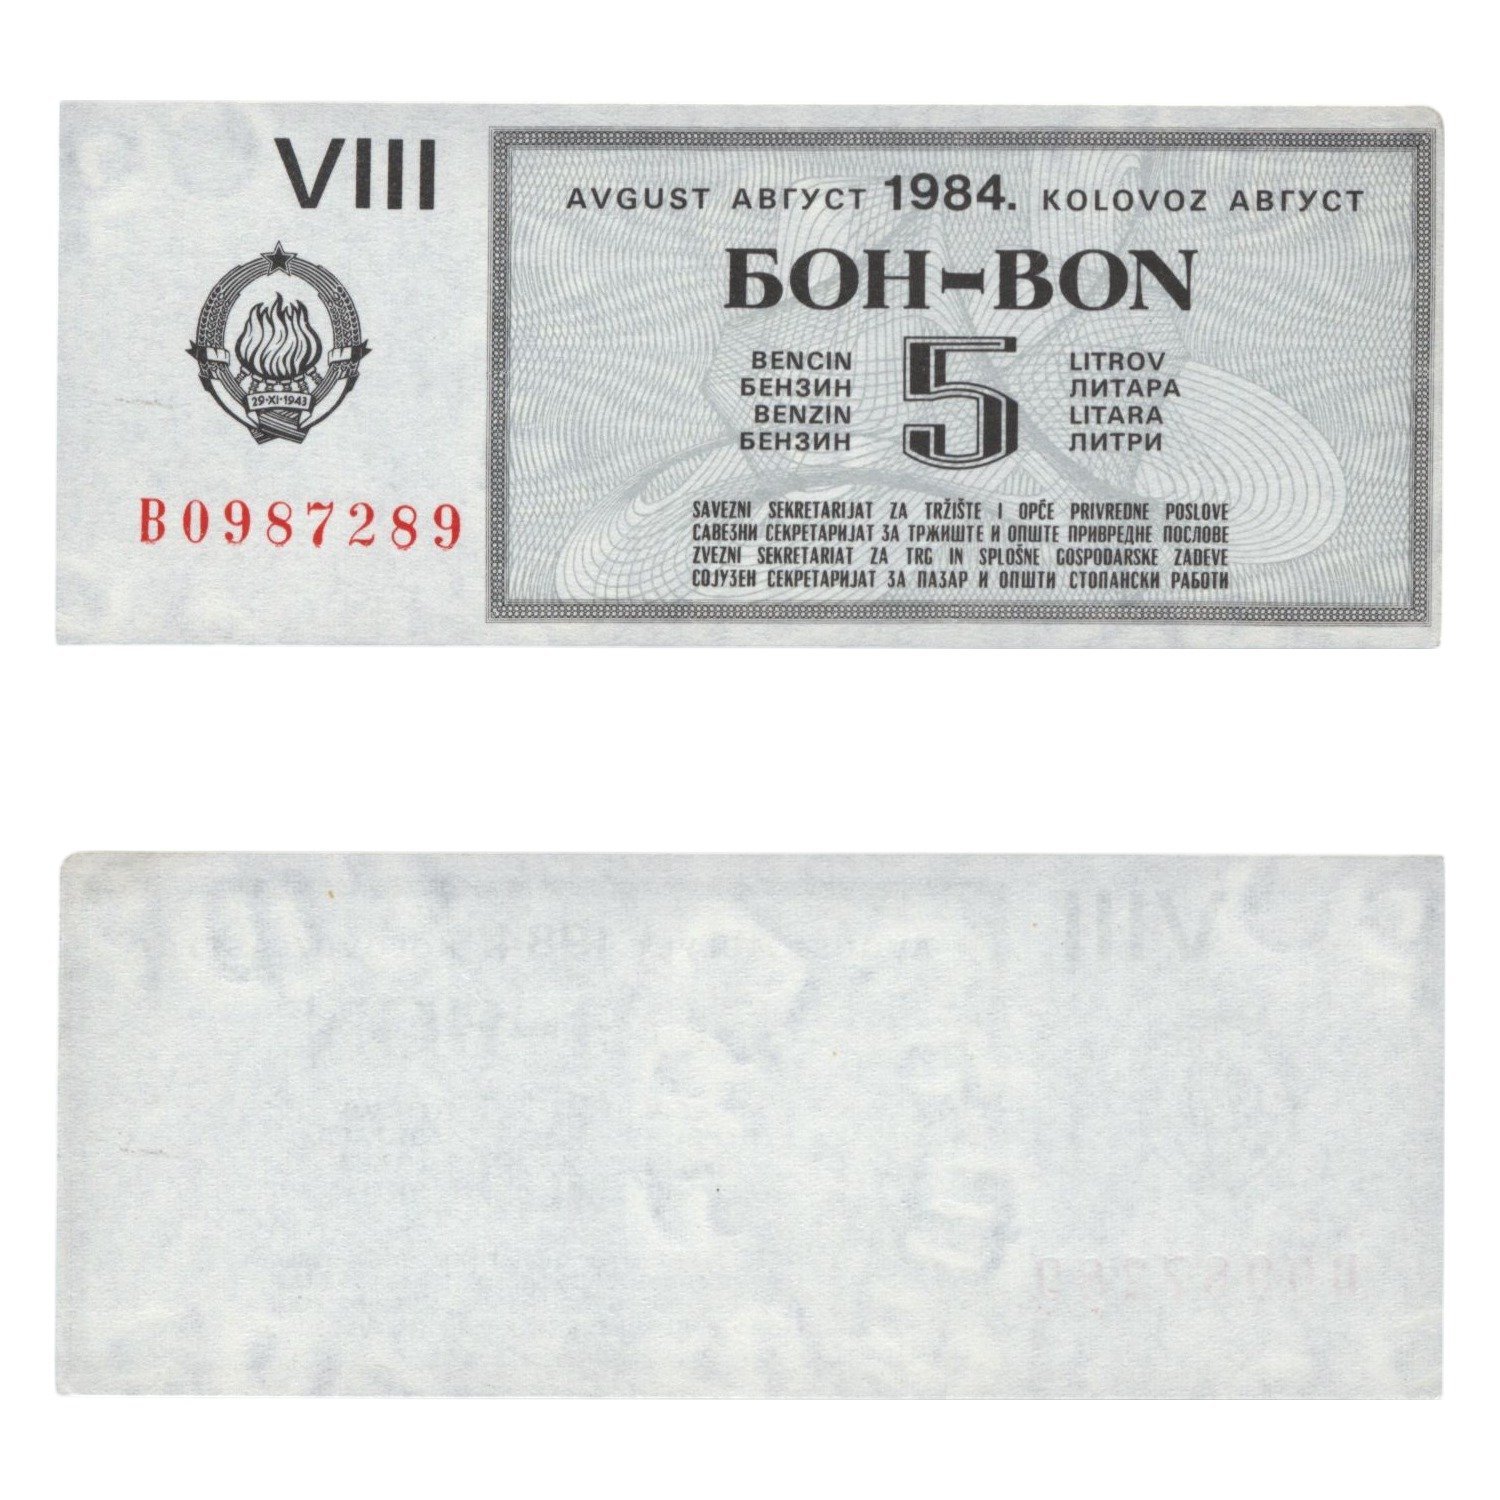 VIII
29·XI·1943
B0987289
AVGUST АВГУСТ 1984. KOLOVOZ АВГУСТ
БОН-BON
BENCIN 5 LITROV
БЕНЗИН ЛИТАРА
BENZIN LITARA
БЕНЗИН ЛИТРИ
SAVEZNI SEKRETARIJAT ZA TRŽIŠTE I OPĆE PRIVREDNE POSLOVE
САВЕЗНИ СЕКРЕТАРИЈАТ ЗА ТРЖИШТЕ И ОПШТЕ ПРИВРЕДНЕ ПОСЛОВЕ
ZVEZNI SEKRETARIAT ZA TRG IN SPLOŠNE GOSPODARSKE ZADEVE
СОЈУЗЕН СЕКРЕТАРИЈАТ ЗА ПАЗАР И ОПШТИ СТОПАНСКИ РАБОТИ